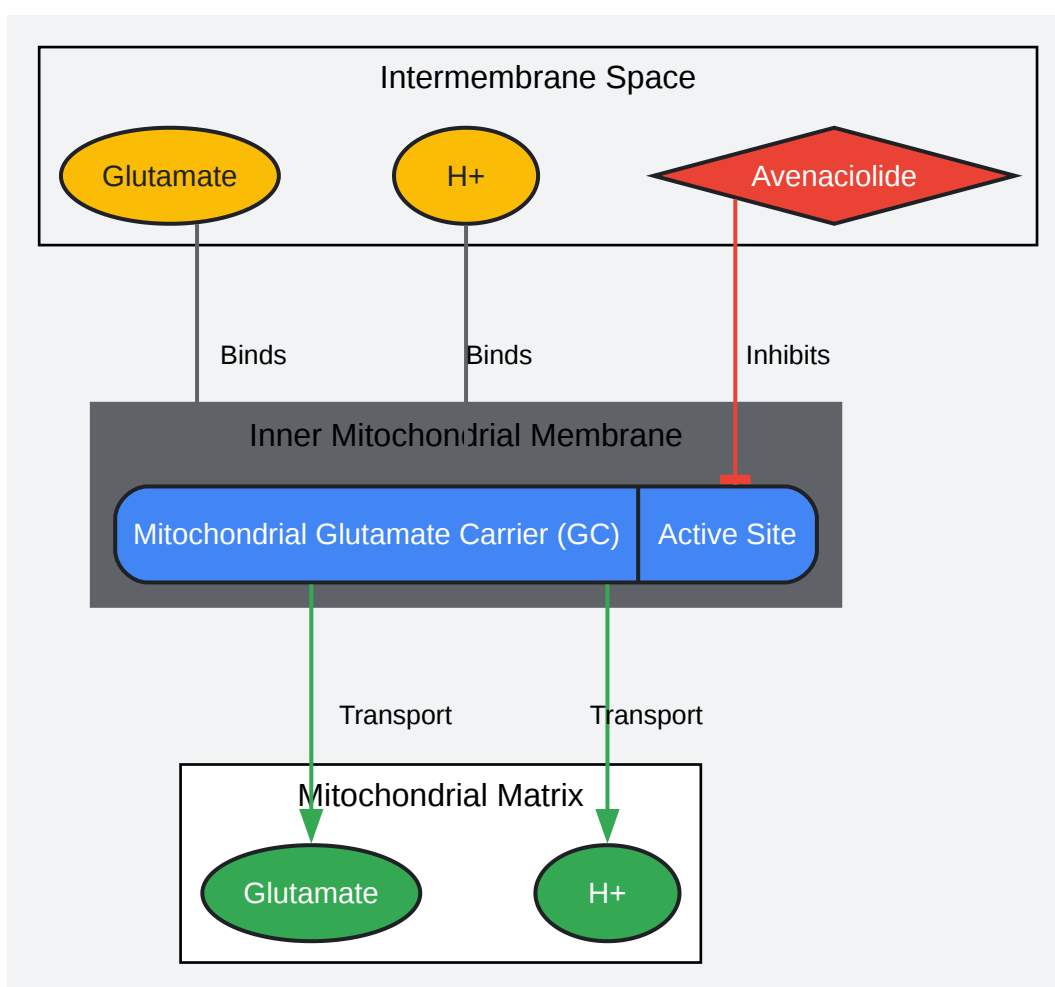 Intermembrane Space
Glutamate
H+
Avenaciolide
Binds
Binds
Inhibits
Inner Mitochondrial Membrane
Mitochondrial Glutamate Carrier (GC)
Active Site
Transport
Transport
Mitochondrial Matrix
Glutamate
H+